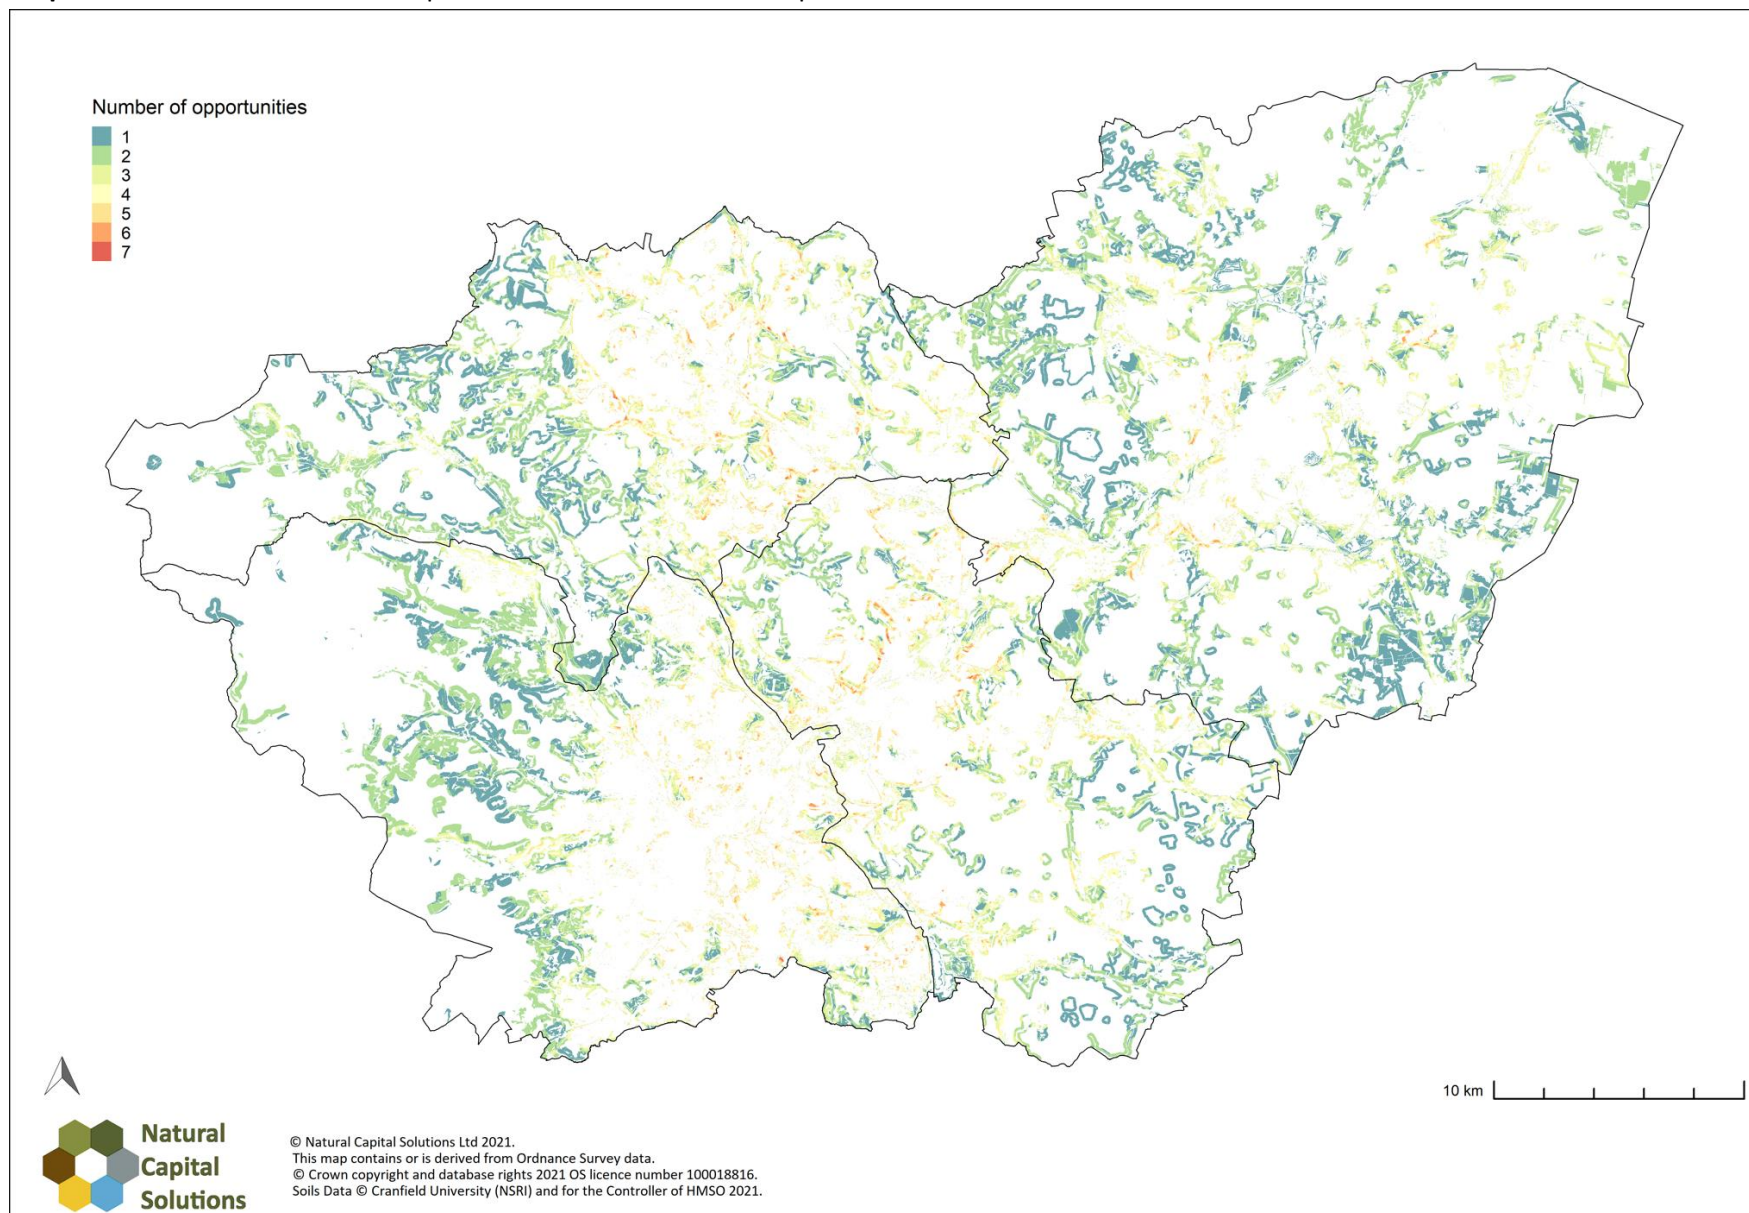 Number of opportunities
1
2
3
4
5
6
7
10 km
Natural
Capital
Solutions
© Natural Capital Solutions Ltd 2021.
This map contains or is derived from Ordnance Survey data.
© Crown copyright and database rights 2021 OS licence number 100018816.
Soils Data © Cranfield University (NSRI) and for the Controller of HMSO 2021.